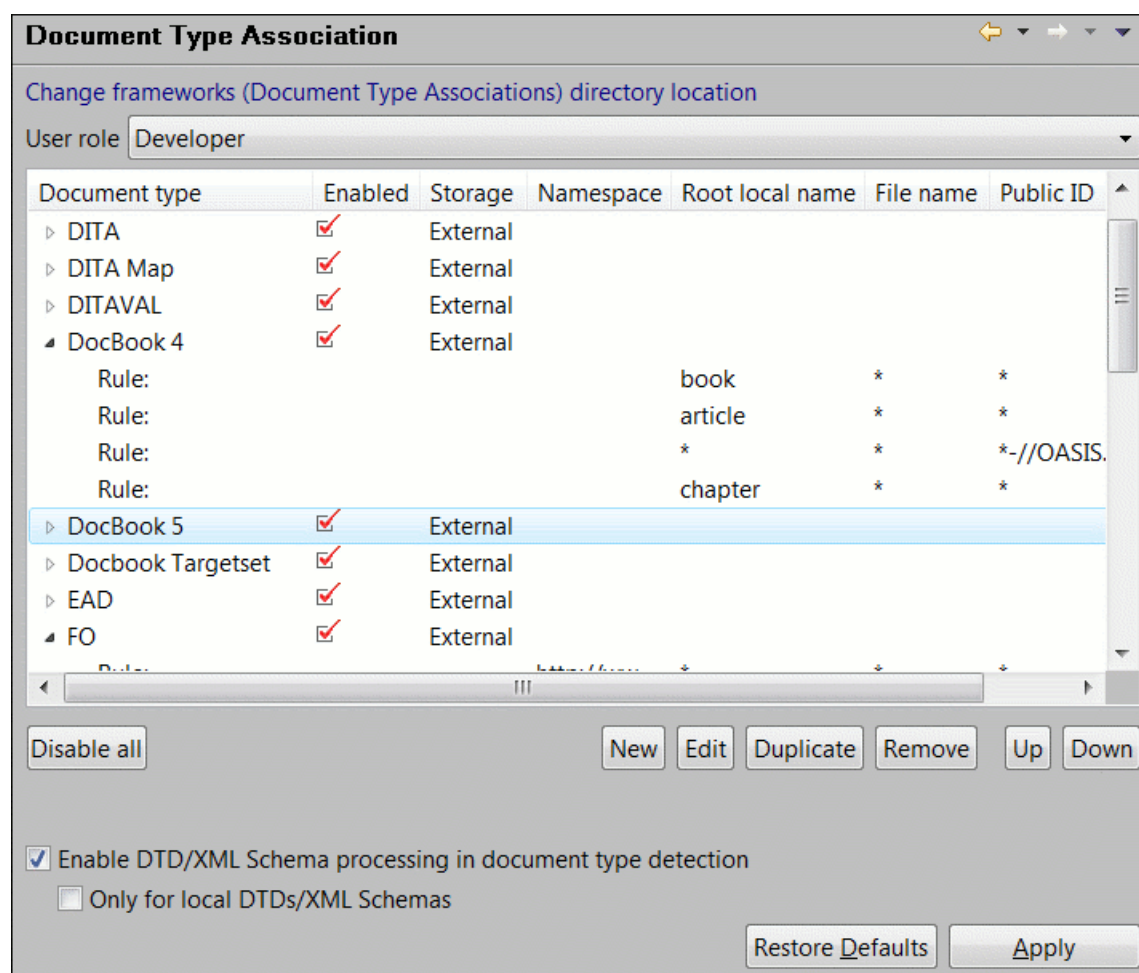 Document Type Association
Change frameworks (Document Type Associations) directory location
User role Developer
Document type Enabled Storage Namespace Root local name File name Public ID
DITA External
DITA Map External
DITAVAL External
DocBook 4 External
Rule: book * *
Rule: article * *
Rule: * * *-//OASIS.
Rule: chapter * *
DocBook 5 External
Docbook Targetset External
EAD External
FO External
Rule: * * *
Disable all New Edit Duplicate Remove Up Down
Enable DTD/XML Schema processing in document type detection
Only for local DTDs/XML Schemas
Restore Defaults Apply